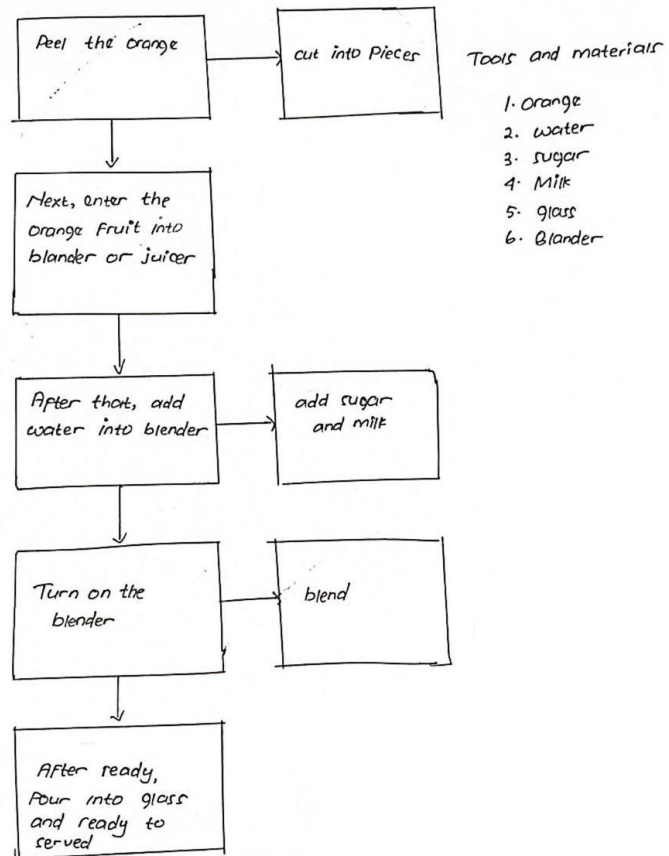 Peel the orange
cut into Pieces
Tools and materials
1. orange
2. water
3. sugar
4. Milk
5. glass
6. Blander
Next, enter the
orange Fruit into
blander or juicer
After that, add
water into blender
add sugar
and milk
Turn on the
blender
blend
After ready,
Pour into glass
and ready to
served